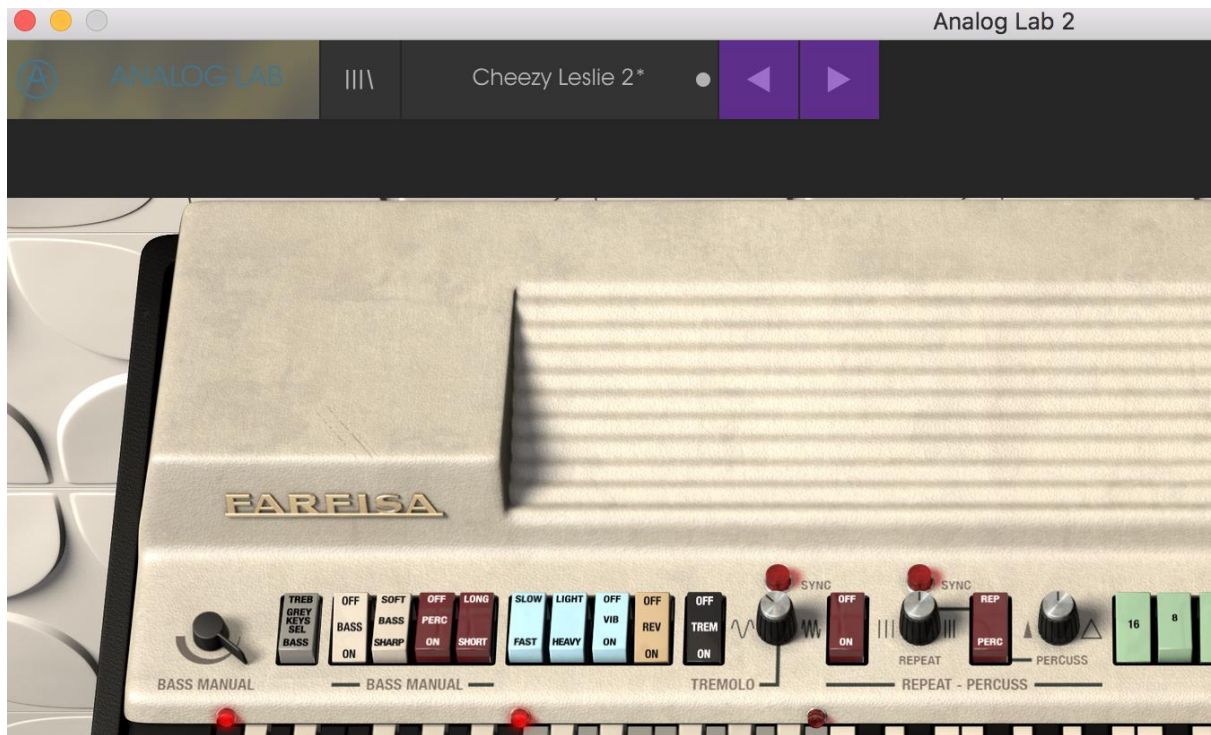 Analog Lab 2
ANALOG LAB
Cheezy Leslie 2*
FARFISA
SYNC SYNC
TREB OFF SOFT OFF LONG SLOW LIGHT OFF OFF OFF OFF REP
GREY KEYS SEL BASS BASS PERC VIB REV TREM 16 8
BASS ON SHARP ON SHORT FAST HEAVY ON ON ON ON PERC
REPEAT PERCUSS
BASS MANUAL BASS MANUAL TREMOLO REPEAT - PERCUSS